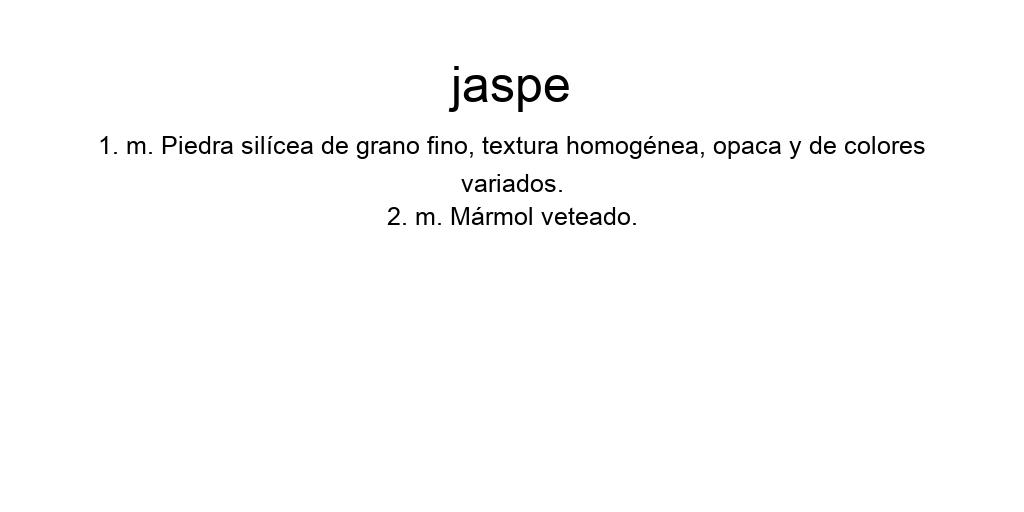 jaspe
1. m. Piedra silícea de grano fino, textura homogénea, opaca y de colores
variados.
2. m. Mármol veteado.